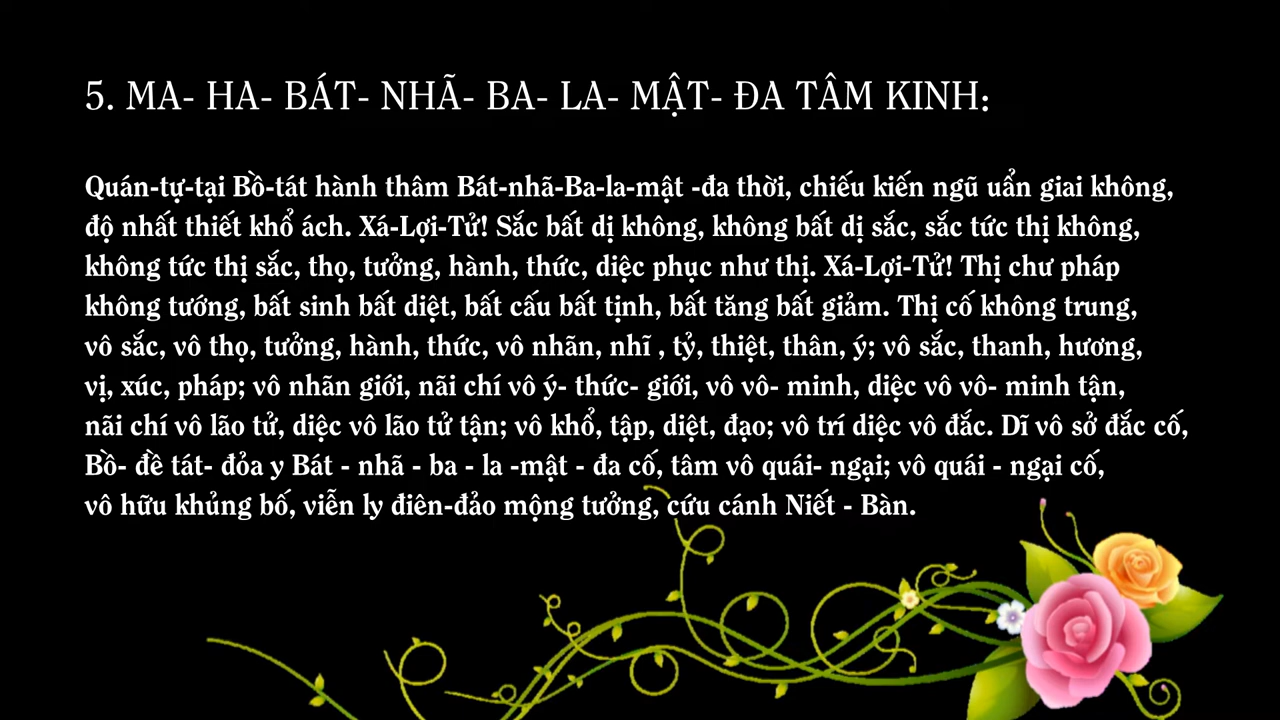 5. MA- HA- BÁT- NHÃ- BA- LA- MẬT- ĐA TÂM KINH:
Quán-tự-tại Bồ-tát hành thâm Bát-nhã-Ba-la-mật -đa thời, chiếu kiến ngũ uẩn giai không,
độ nhất thiết khổ ách. Xá-Lợi-Tử! Sắc bất dị không, không bất dị sắc, sắc tức thị không,
không tức thị sắc, thọ, tưởng, hành, thức, diệc phục như thị. Xá-Lợi-Tử! Thị chư pháp
không tướng, bất sinh bất diệt, bất cấu bất tịnh, bất tăng bất giảm. Thị cố không trung,
vô sắc, vô thọ, tưởng, hành, thức, vô nhãn, nhĩ , tỷ, thiệt, thân, ý; vô sắc, thanh, hương,
vị, xúc, pháp; vô nhãn giới, nãi chí vô ý- thức- giới, vô vô- minh, diệc vô vô- minh tận,
nãi chí vô lão tử, diệc vô lão tử tận; vô khổ, tập, diệt, đạo; vô trí diệc vô đắc. Dĩ vô sở đắc cố,
Bồ- đề tát- đỏa y Bát - nhã - ba - la -mật - đa cố, tâm vô quái- ngại; vô quái - ngại cố,
vô hữu khủng bố, viễn ly điên-đảo mộng tưởng, cứu cánh Niết - Bàn.